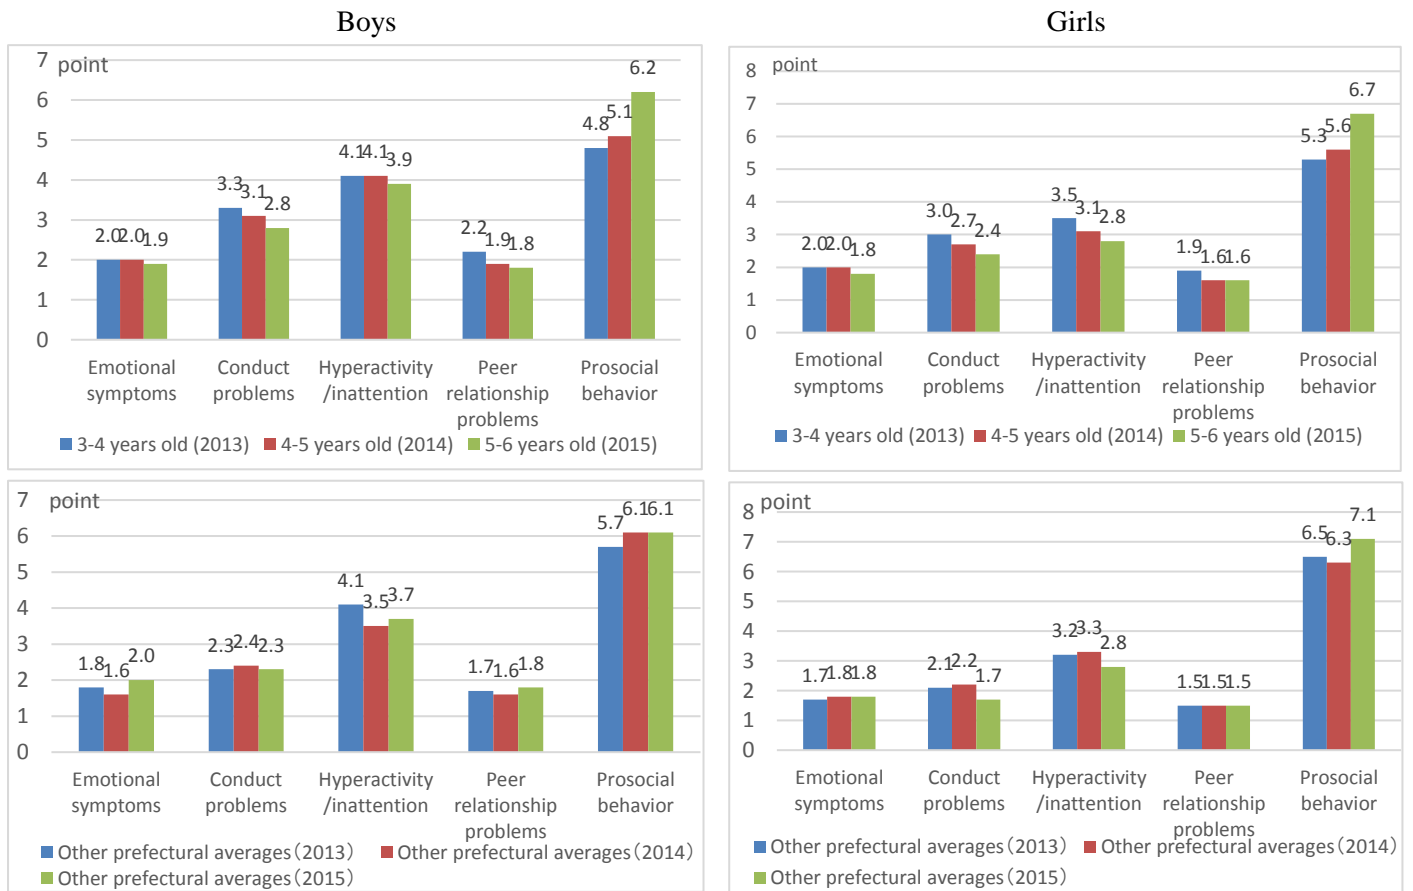 Boys
Girls
point
7
6
5
4
3
2
1
0
2.0 2.0 1.9
3.3 3.1 2.8
4.1 4.1 3.9
2.2 1.9 1.8
4.8 5.1 6.2
Emotional symptoms
Conduct problems
Hyperactivity /inattention
Peer relationship problems
Prosocial behavior
3-4 years old (2013) 4-5 years old (2014) 5-6 years old (2015)
point
8
7
6
5
4
3
2
1
0
2.0 2.0 1.8
3.0 2.7 2.4
3.5 3.1 2.8
1.9 1.6 1.6
5.3 5.6 6.7
Emotional symptoms
Conduct problems
Hyperactivity /inattention
Peer relationship problems
Prosocial behavior
3-4 years old (2013) 4-5 years old (2014) 5-6 years old (2015)
point
7
6
5
4
3
2
1
0
1.8 1.6 2.0
2.3 2.4 2.3
4.1 3.5 3.7
1.7 1.6 1.8
5.7 6.1 6.1
Emotional symptoms
Conduct problems
Hyperactivity /inattention
Peer relationship problems
Prosocial behavior
Other prefectural averages（2013） Other prefectural averages（2014）
Other prefectural averages（2015）
point
8
7
6
5
4
3
2
1
0
1.7 1.8 1.8
2.1 2.2 1.7
3.2 3.3 2.8
1.5 1.5 1.5
6.5 6.3 7.1
Emotional symptoms
Conduct problems
Hyperactivity /inattention
Peer relationship problems
Prosocial behavior
Other prefectural averages（2013） Other prefectural averages（2014）
Other prefectural averages（2015）